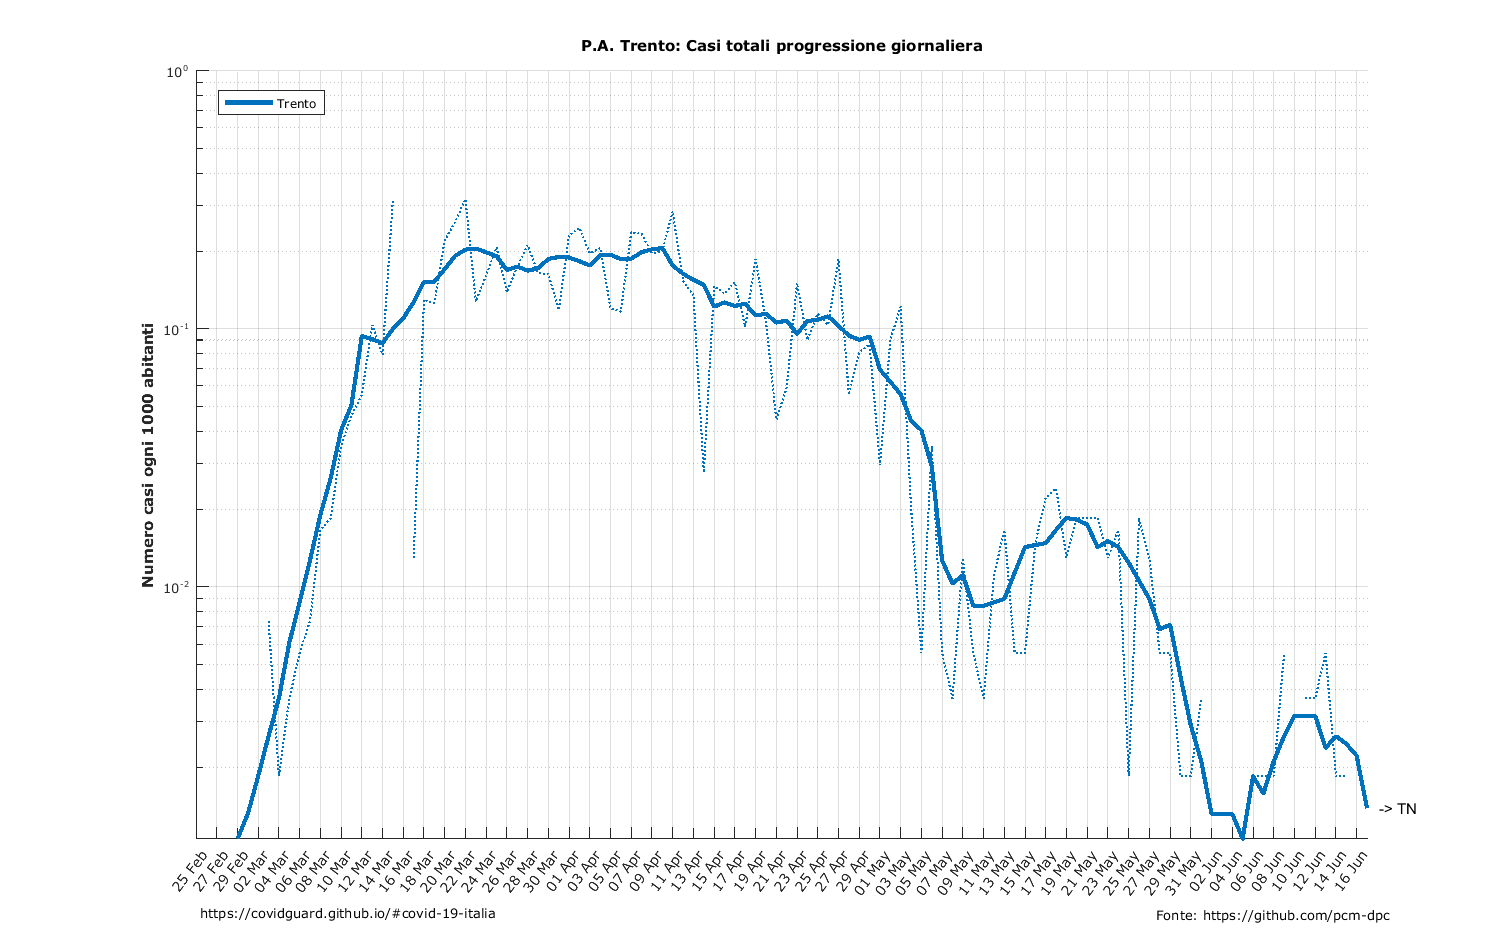 P.A. Trento: Casi totali progressione giornaliera
10^0
Trento
10^-1
Numero casi ogni 1000 abitanti
10^-2
-> TN
25 Feb
27 Feb
29 Feb
02 Mar
04 Mar
06 Mar
08 Mar
10 Mar
12 Mar
14 Mar
16 Mar
18 Mar
20 Mar
22 Mar
24 Mar
26 Mar
28 Mar
30 Mar
01 Apr
03 Apr
05 Apr
07 Apr
09 Apr
11 Apr
13 Apr
15 Apr
17 Apr
19 Apr
21 Apr
23 Apr
25 Apr
27 Apr
29 Apr
01 May
03 May
05 May
07 May
09 May
11 May
13 May
15 May
17 May
19 May
21 May
23 May
25 May
27 May
29 May
31 May
02 Jun
04 Jun
06 Jun
08 Jun
10 Jun
12 Jun
14 Jun
16 Jun
https://covidguard.github.io/#covid-19-italia
Fonte: https://github.com/pcm-dpc